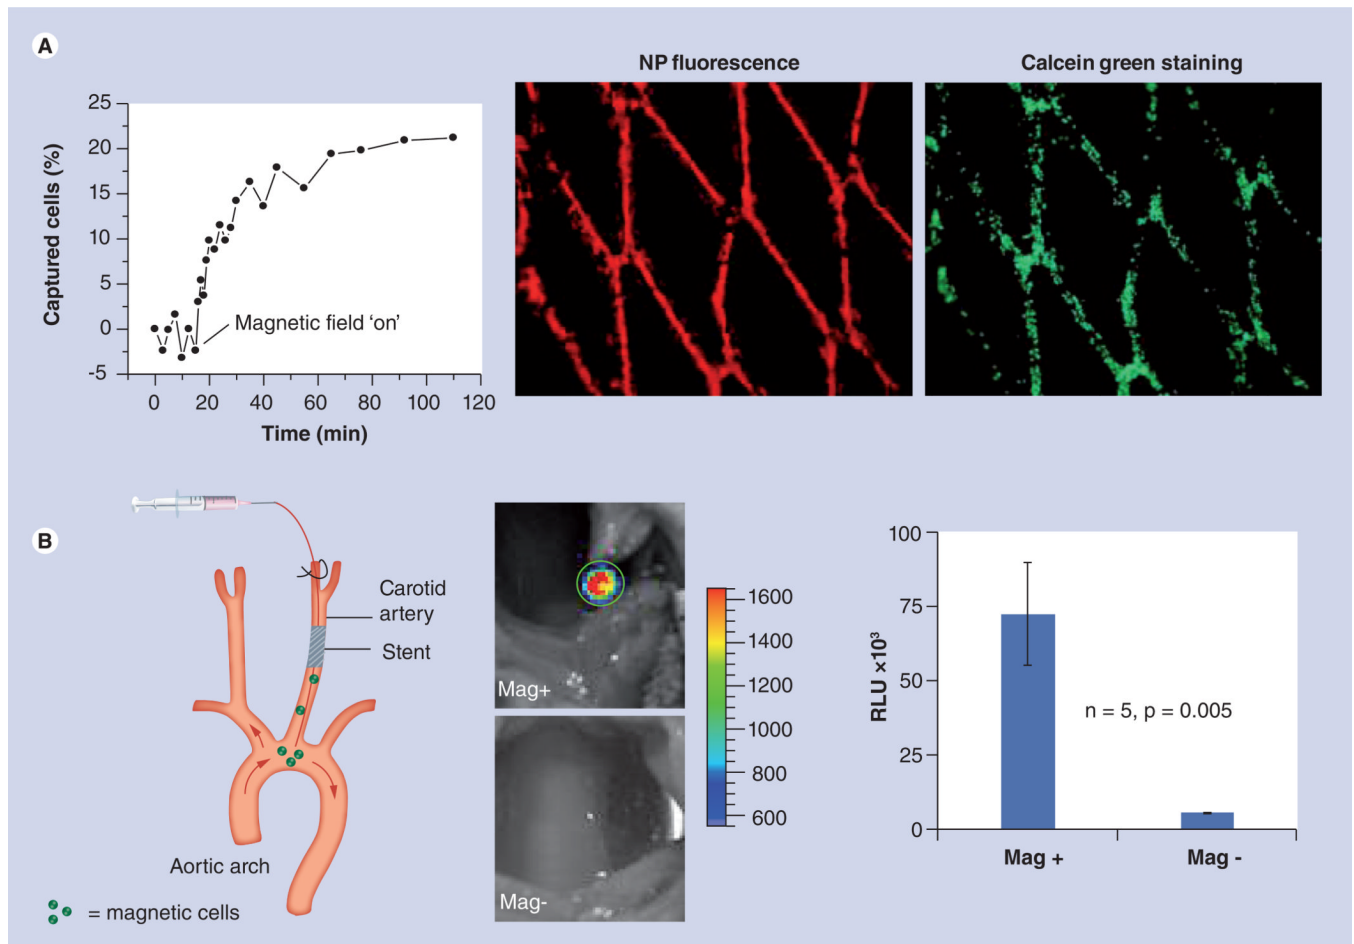 A
NP fluorescence
Calcein green staining
Captured cells (%)
25
20
15
10
5
0
-5
Magnetic field ‘on’
0 20 40 60 80 100 120
Time (min)
B
Carotid
artery
Stent
Aortic arch
= magnetic cells
Mag+
Mag-
1600
1400
1200
1000
800
600
RLU ×10³
100
75
50
25
0
n = 5, p = 0.005
Mag + Mag -